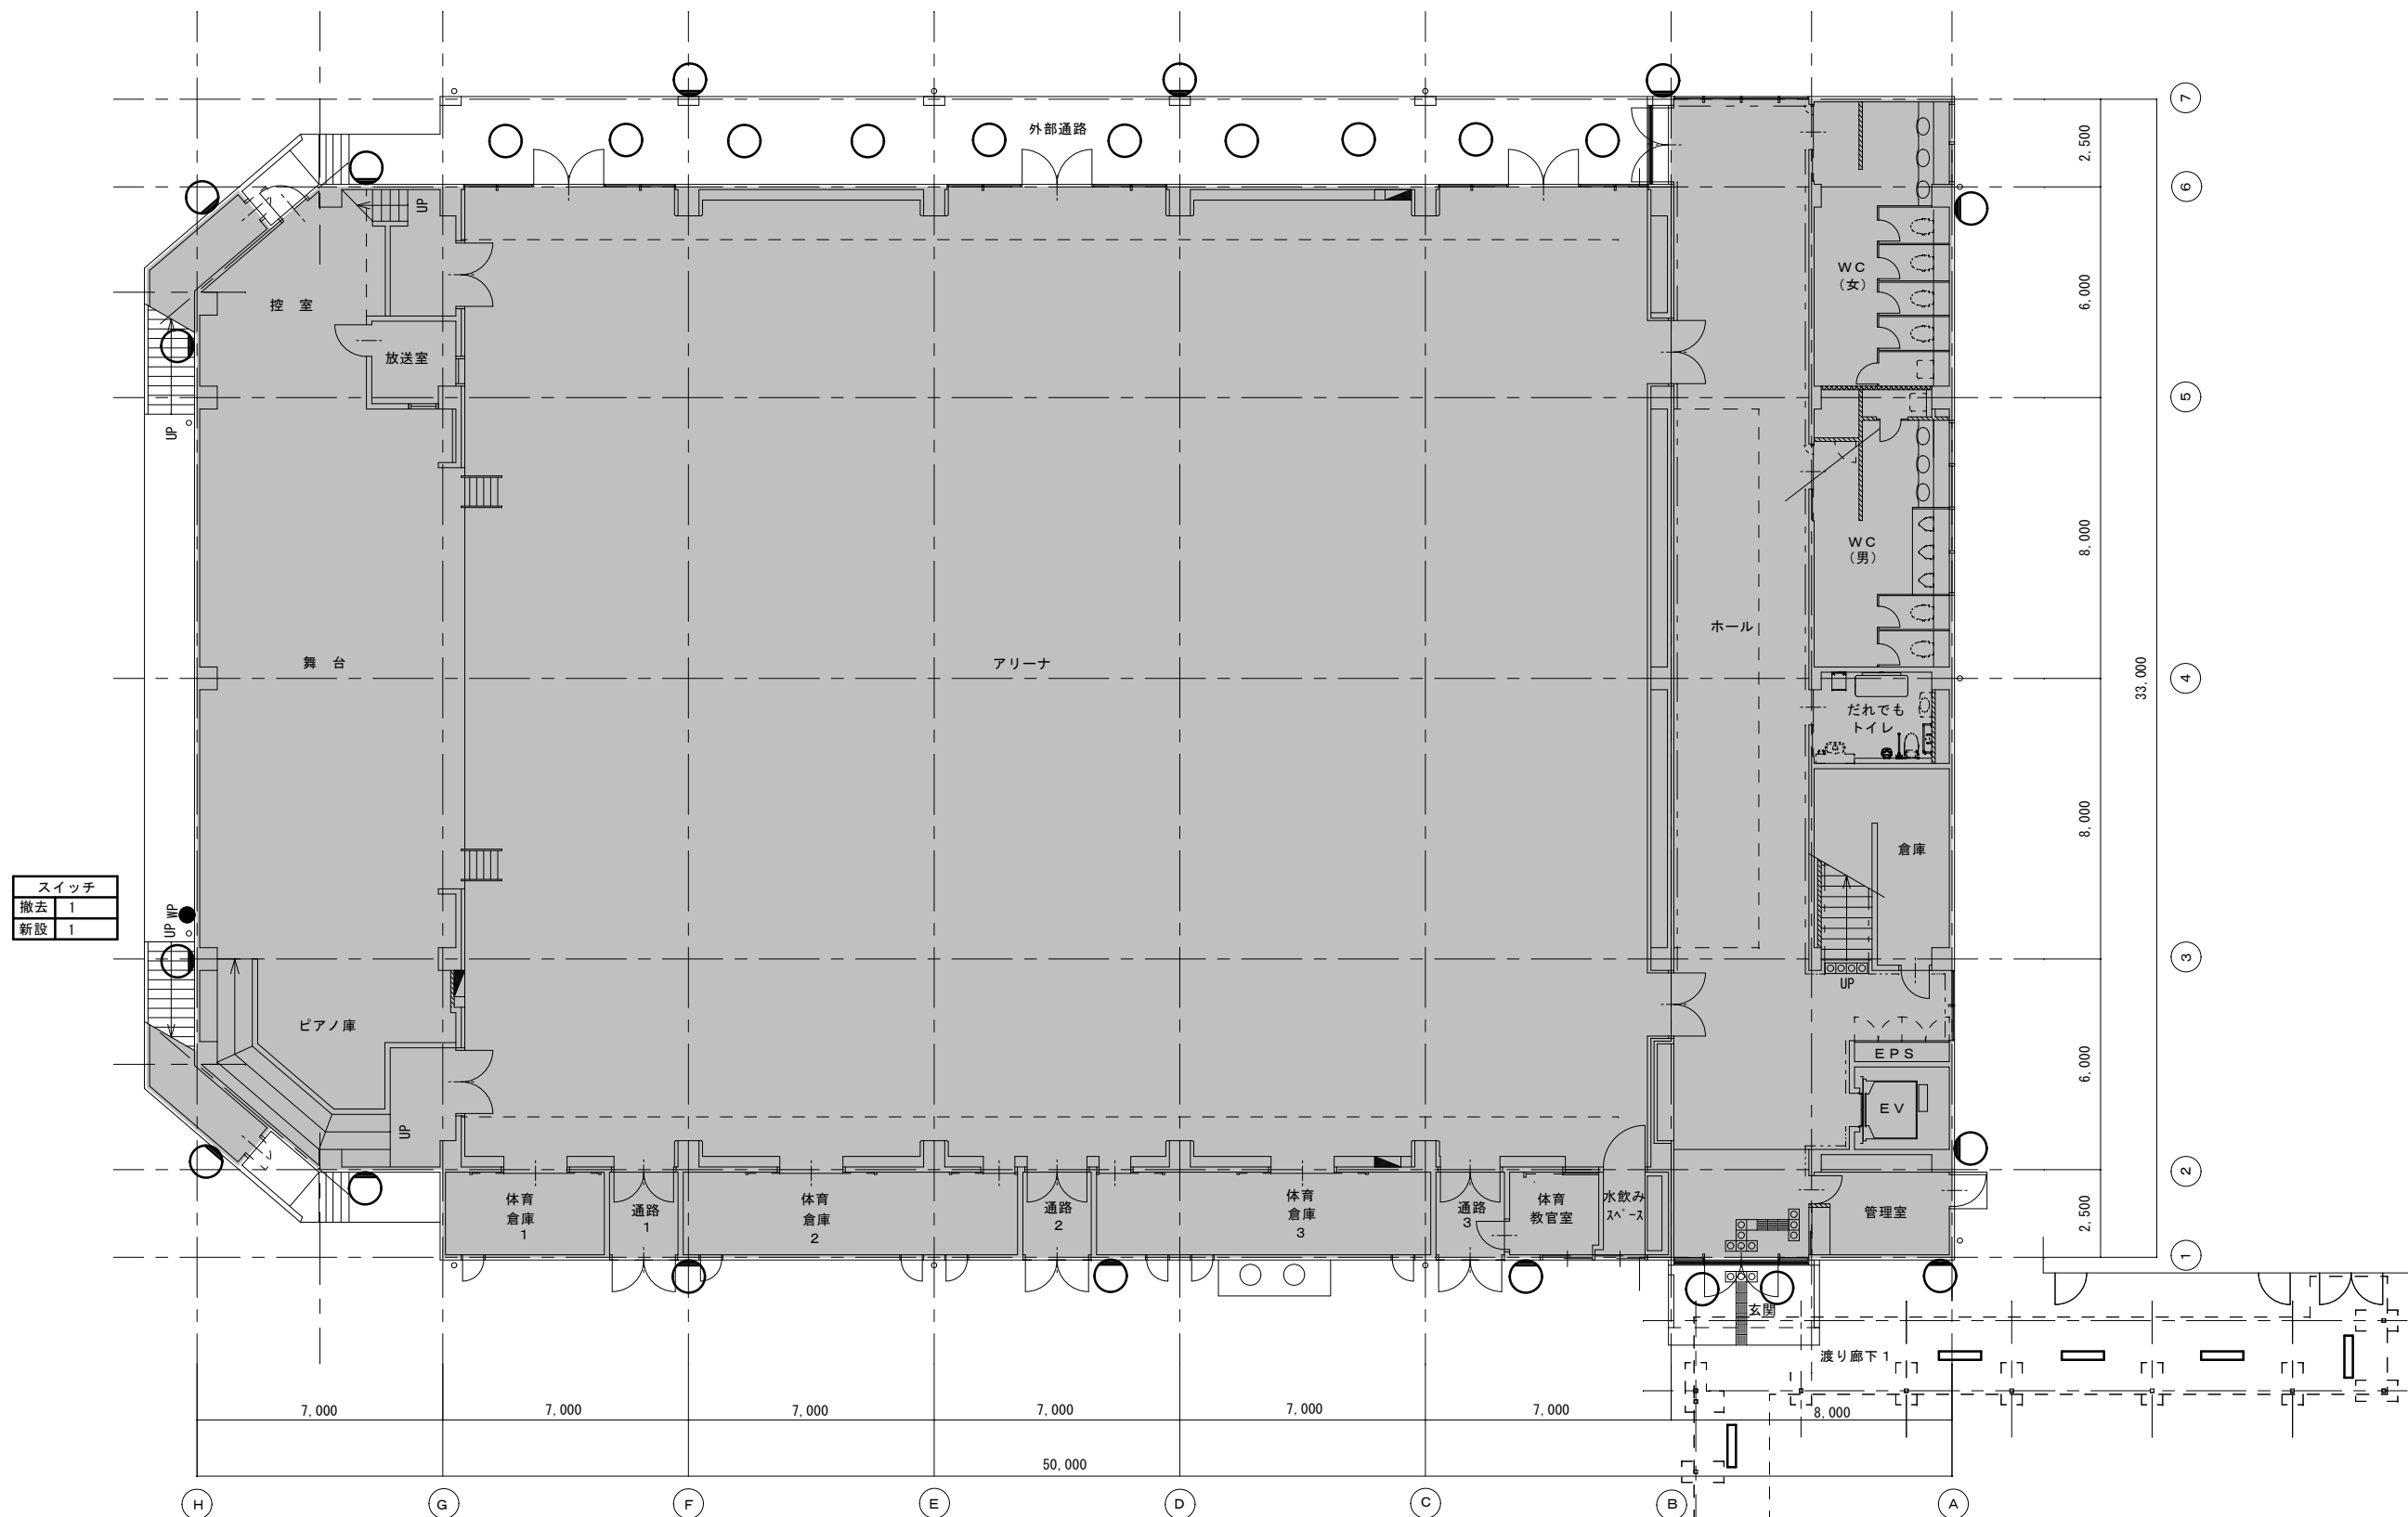 7
外部通路
2,500
6
UP
WC
(女)
6,000
控　室
放送室
5
UP
WC
(男)
8,000
ホール
舞　台
アリーナ
33,000
4
だれでも
トイレ
8,000
倉庫
スイッチ
撤去 1
新設 1
WP
UP
3
UP
ピアノ庫
EPS
6,000
EV
UP
2
体育
倉庫
1
通路
1
体育
倉庫
2
通路
2
体育
倉庫
3
通路
3
体育
教官室
水飲み
スペース
管理室
2,500
1
玄関
渡り廊下1
7,000
7,000
7,000
7,000
7,000
7,000
8,000
50,000
H
G
F
E
D
C
B
A